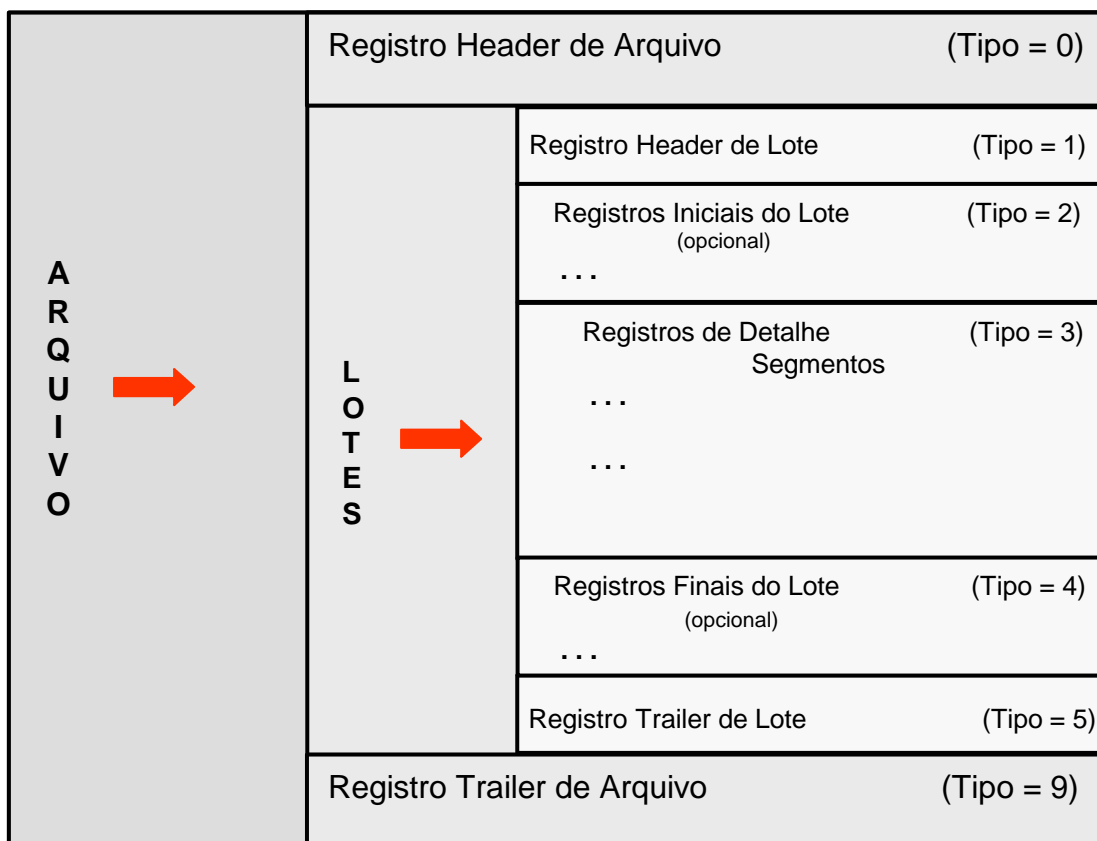 Registro Header de Arquivo (Tipo = 0)
ARQUIVO
LOTES
Registro Header de Lote (Tipo = 1)
Registros Iniciais do Lote (Tipo = 2)
(opcional)
. . .
Registros de Detalhe (Tipo = 3)
Segmentos
. . .
. . .
Registros Finais do Lote (Tipo = 4)
(opcional)
. . .
Registro Trailer de Lote (Tipo = 5)
Registro Trailer de Arquivo (Tipo = 9)